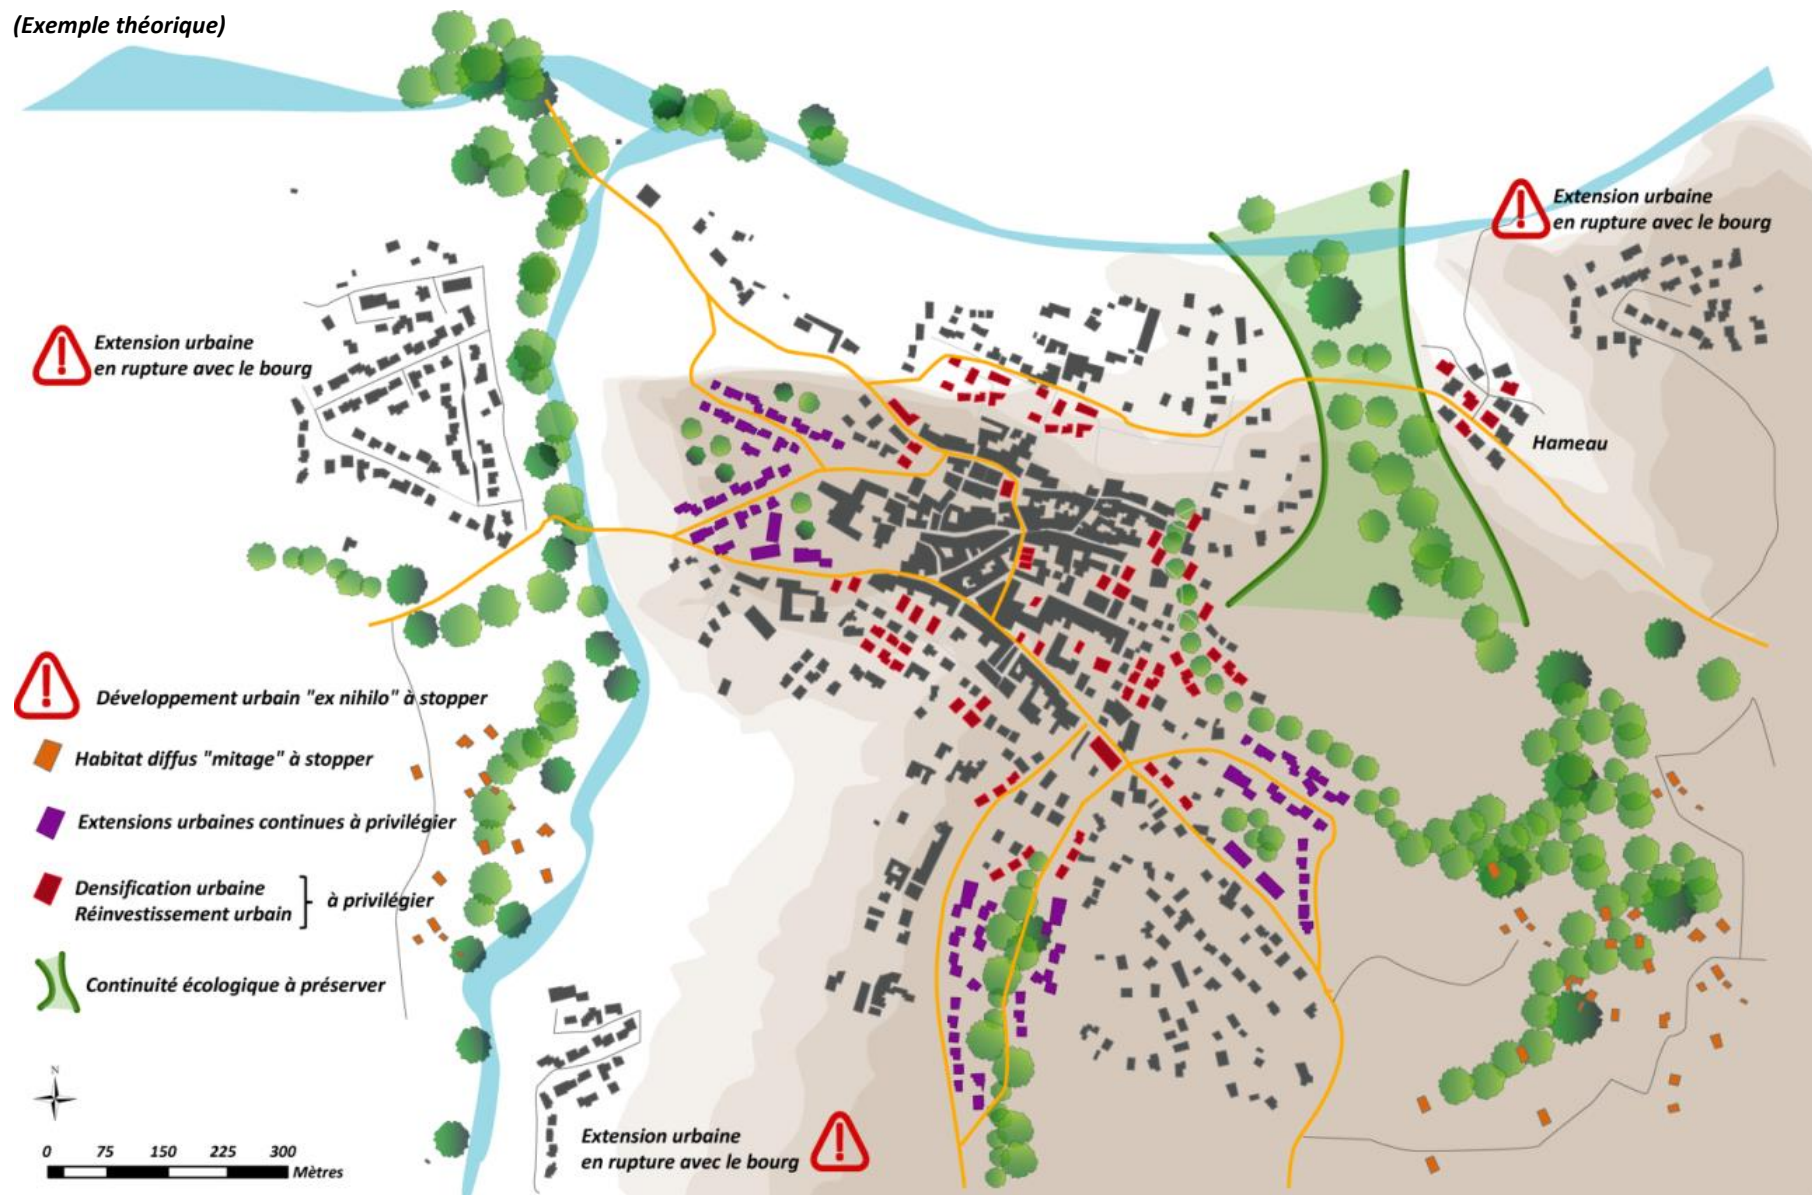 (Exemple théorique)
Extension urbaine
en rupture avec le bourg
Extension urbaine
en rupture avec le bourg
Hameau
Développement urbain "ex nihilo" à stopper
Habitat diffus "mitage" à stopper
Extensions urbaines continues à privilégier
Densification urbaine
Réinvestissement urbain
à privilégier
Continuité écologique à préserver
N
0 75 150 225 300
Mètres
Extension urbaine
en rupture avec le bourg